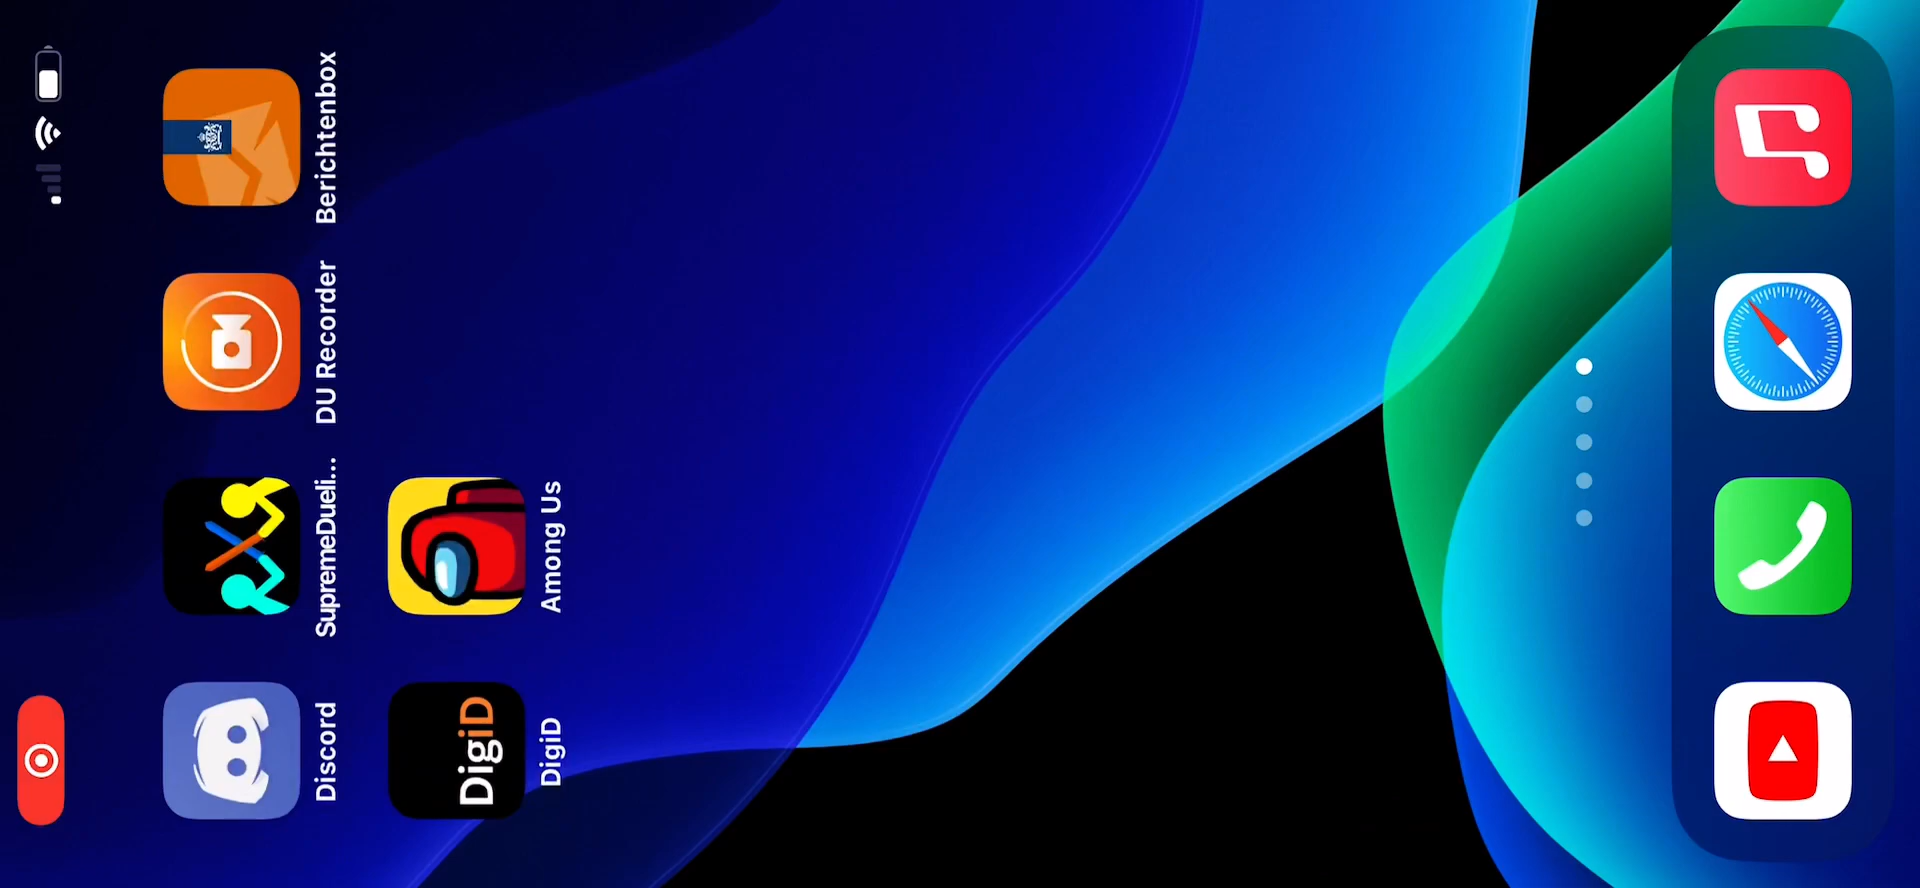 Discord
SupremeDueli...
DU Recorder
Berichtenbox
DigiD
DigiD
Among Us